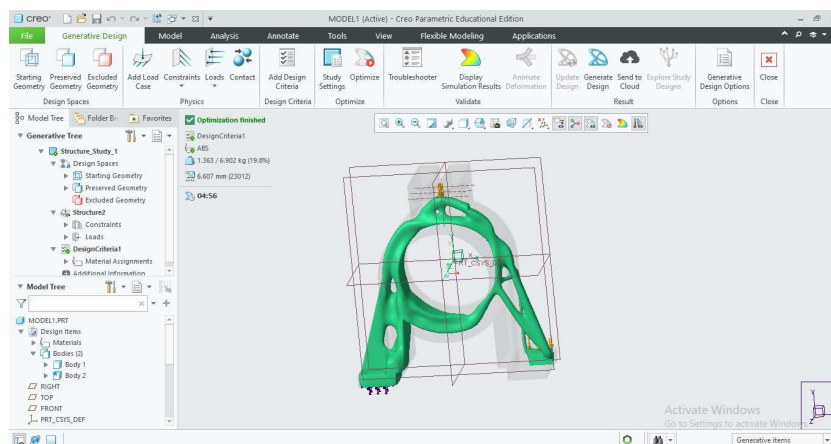 creo·
MODEL1 (Active) - Creo Parametric Educational Edition
File Generative Design Model Analysis Annotate Tools View Flexible Modeling Applications
Starting Geometry Preserved Geometry Excluded Geometry Add Load Case Constraints Loads Contact Add Design Criteria Study Settings Optimize Troubleshooter Display Simulation Results Animate Deformation Update Design Generate Design Send to Cloud Explore Study Designs Generative Design Options Close
Design Spaces Physics Design Criteria Optimize Validate Result Options Close
Model Tree Folder Br Favorites
Generative Tree
Structure_Study_1
Design Spaces
Starting Geometry
Preserved Geometry
Excluded Geometry
Structure2
Constraints
Loads
DesignCriteria1
Material Assignments
Additional Information
Optimization finished
DesignCriteria1
ABS
1.363 / 6.902 kg (19.8%)
6.607 mm (23012)
04:56
PRT_CSYS_DEF
Model Tree
MODEL1.PRT
Design Items
Materials
Bodies (2)
Body 1
Body 2
RIGHT
TOP
FRONT
PRT_CSYS_DEF
Activate Windows
Go to Settings to activate Windows.
Y
Z
Generative items